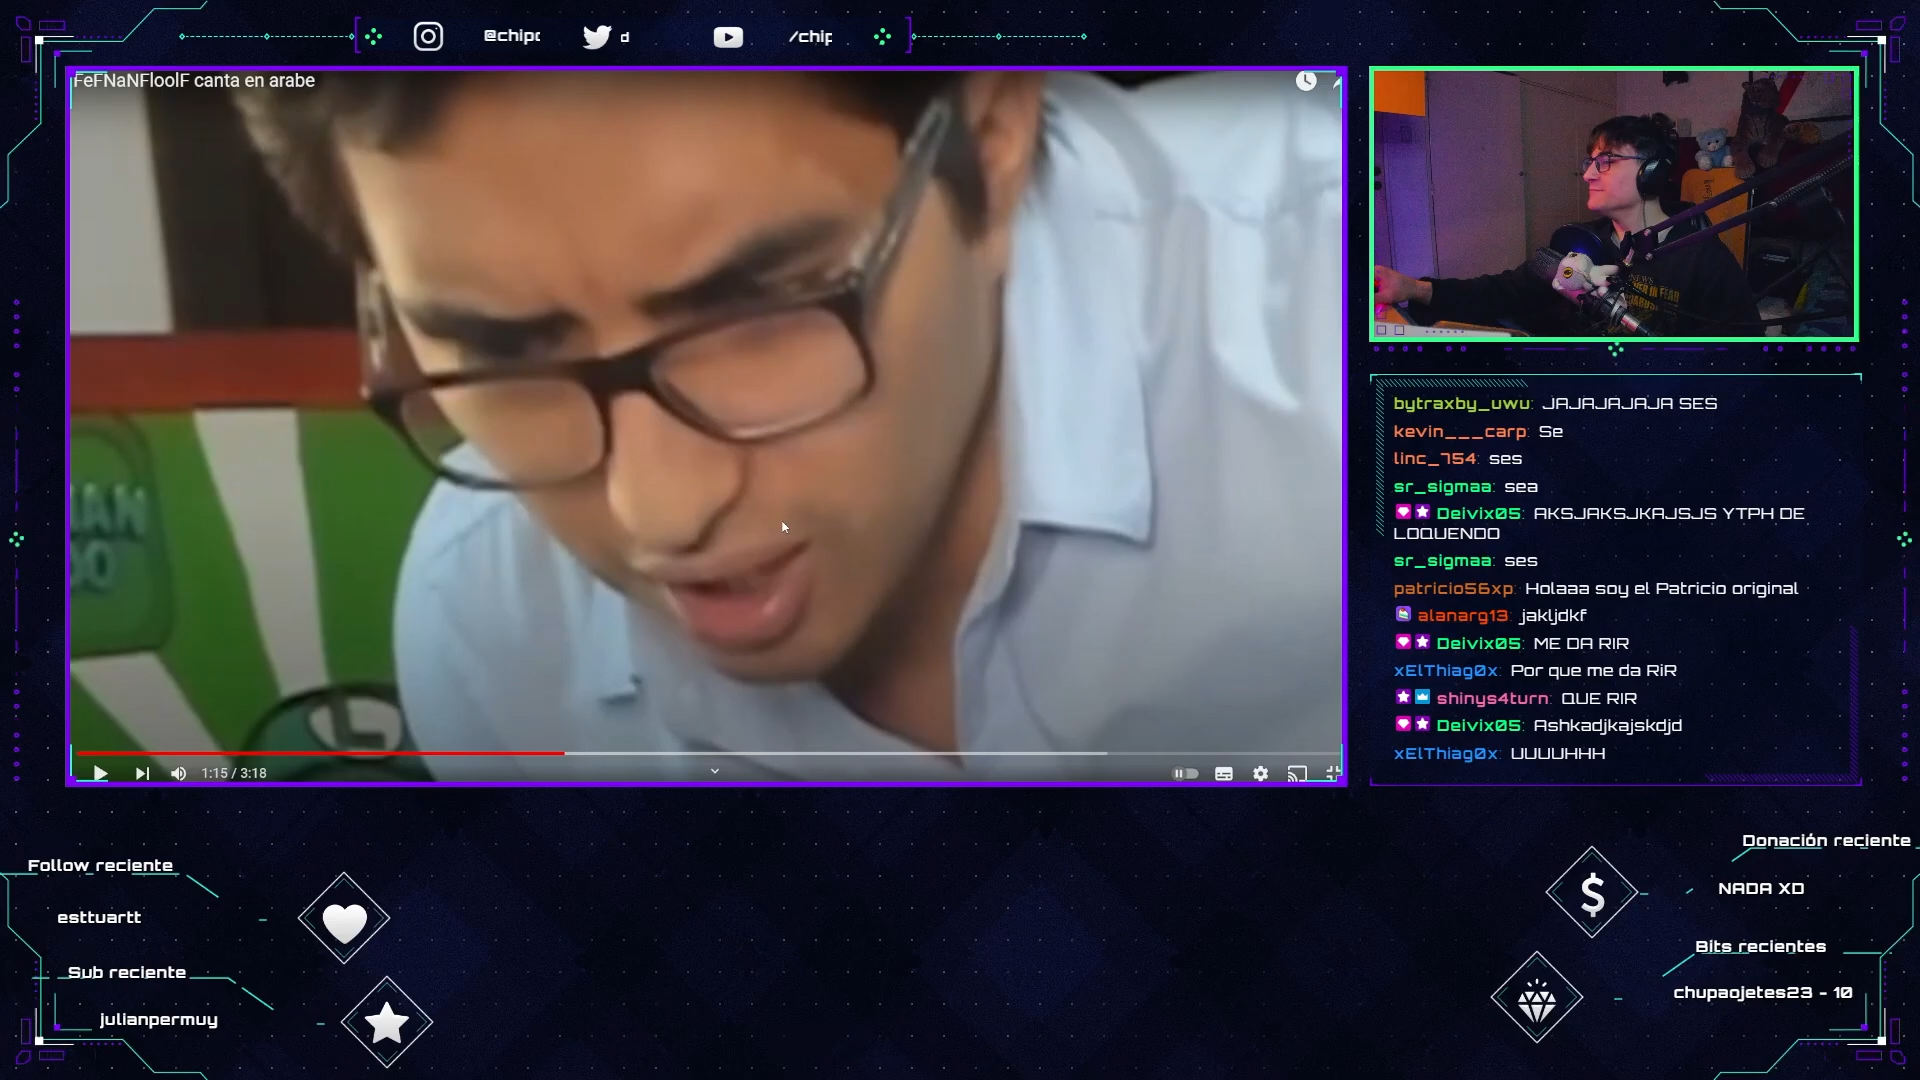 @chip
d
/chip
FeFNaNFloolF canta en arabe
1:15 / 3:18
bytraxby_uwu: JAJAJAJAJA SES
kevin___carp: Se
linc_754: ses
sr_sigmaa: sea
Deivix05: AKSJAKSJKAJSJS YTPH DE
LOQUENDO
sr_sigmaa: ses
patricio56xp: Holaaa soy el Patricio original
alanarg13: jakljdkf
Deivix05: ME DA RIR
xElThiag0x: Por que me da RiR
shinys4turn: QUE RIR
Deivix05: Ashkadjkajskdjd
xElThiag0x: UUUUHHH
Follow reciente
esttuartt
Sub reciente
julianpermuy
Donación reciente
$
NADA XD
Bits recientes
chupaojetes23 - 10